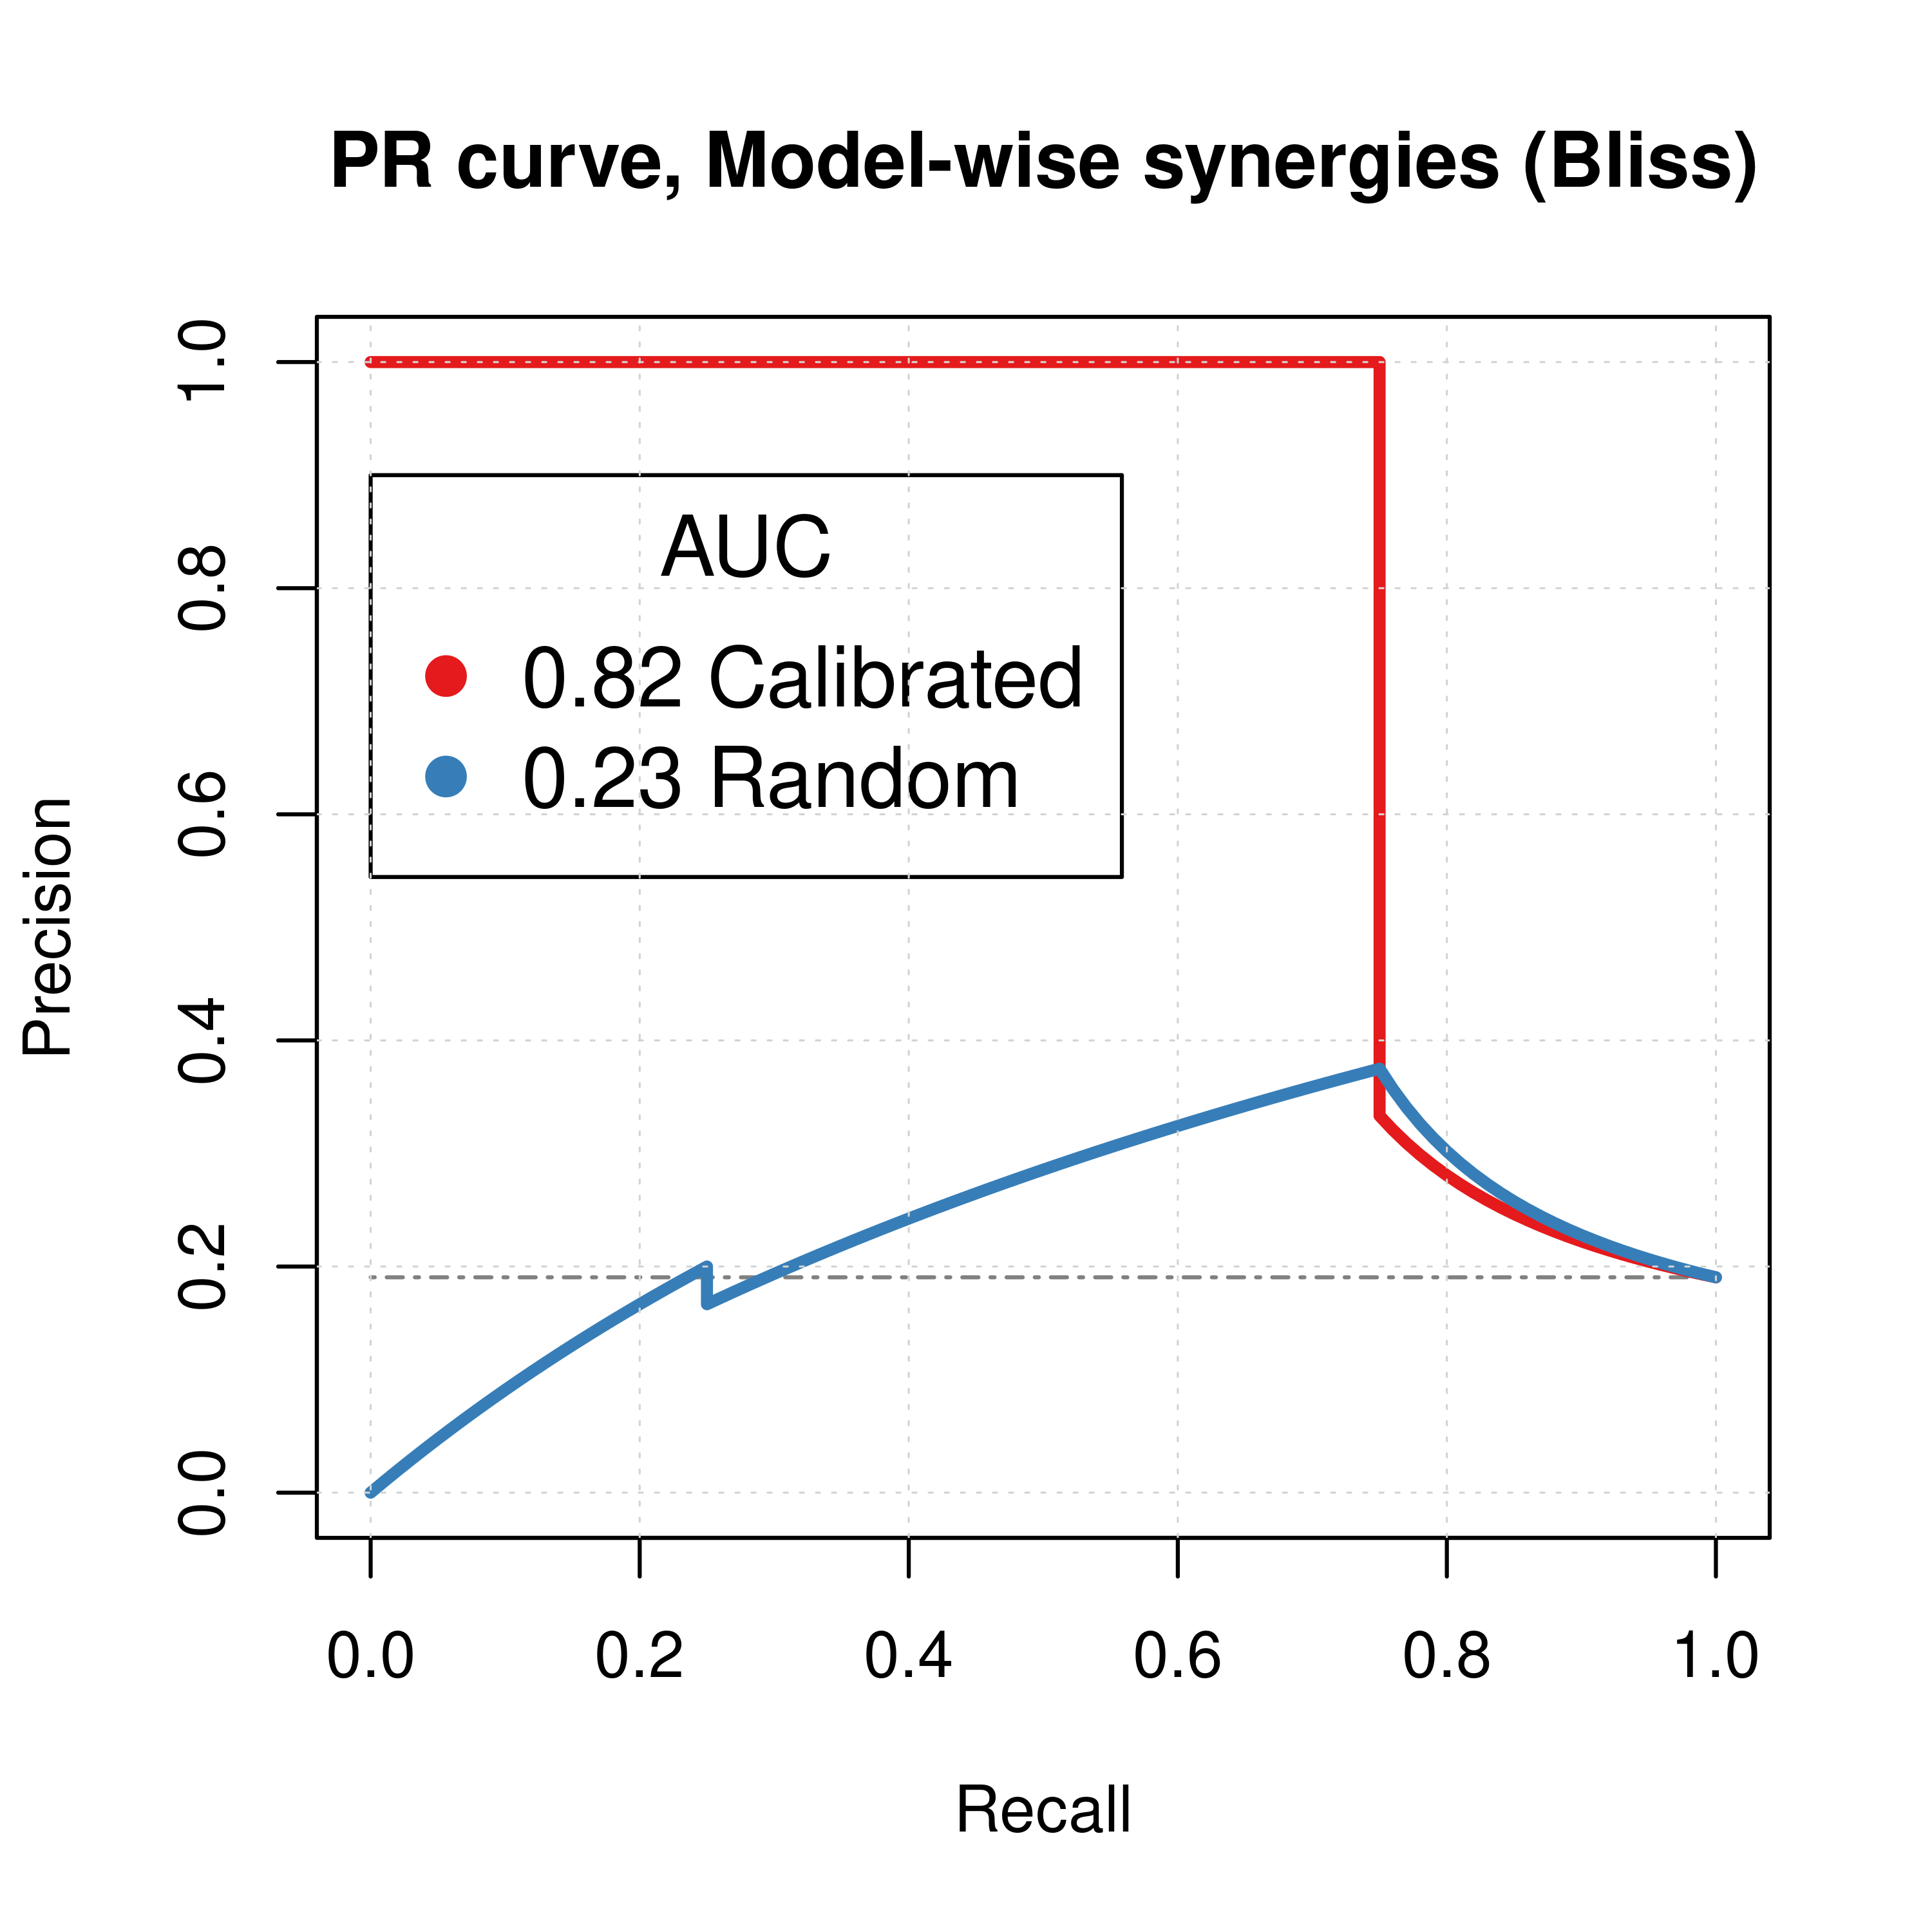 PR curve, Model-wise synergies (Bliss)
1.0
0.8
0.6
0.4
0.2
0.0
Precision
AUC
0.82 Calibrated
0.23 Random
0.0 0.2 0.4 0.6 0.8 1.0
Recall